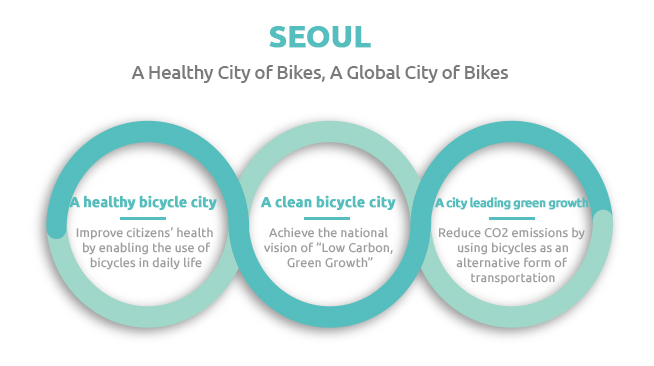 SEOUL
A Healthy City of Bikes, A Global City of Bikes
A healthy bicycle city
Improve citizens’ health
by enabling the use of
bicycles in daily life
A clean bicycle city
Achieve the national
vision of “Low Carbon,
Green Growth”
A city leading green growth
Reduce CO2 emissions by
using bicycles as an
alternative form of
transportation